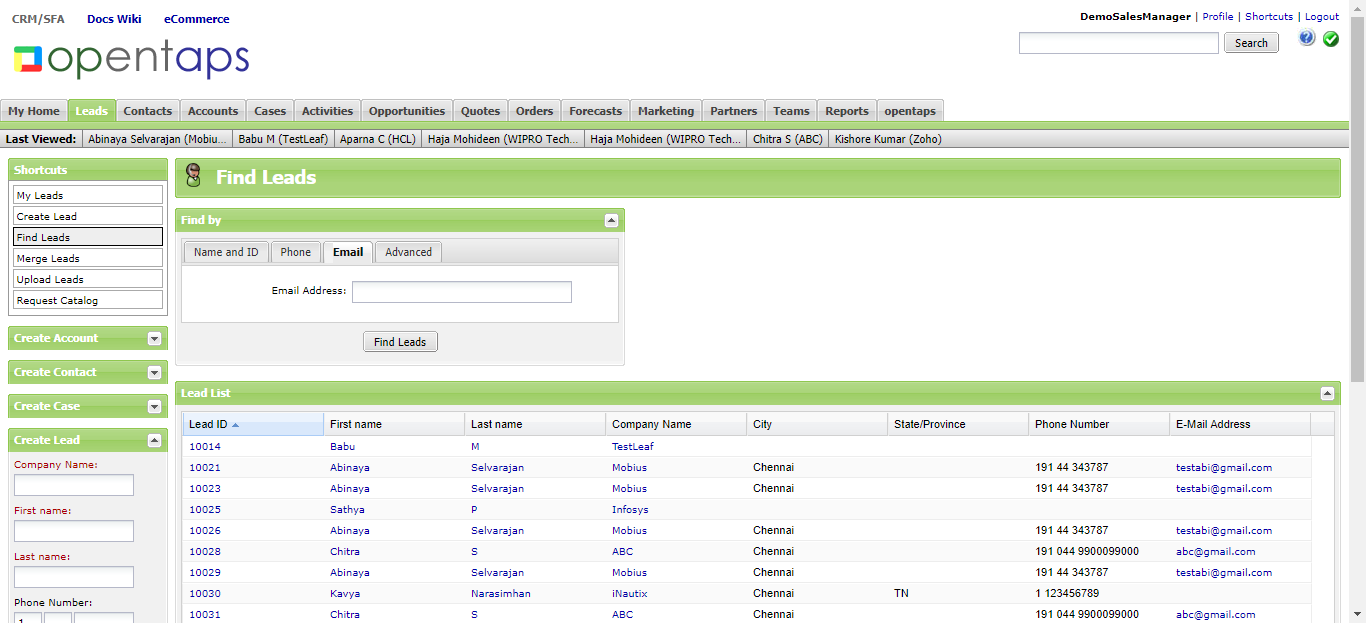 CRM/SFA Docs Wiki eCommerce
DemoSalesManager | Profile | Shortcuts | Logout
opentaps
Search
My Home Leads Contacts Accounts Cases Activities Opportunities Quotes Orders Forecasts Marketing Partners Teams Reports opentaps
Last Viewed: Abinaya Selvarajan (Mobiu... Babu M (TestLeaf) Aparna C (HCL) Haja Mohideen (WIPRO Tech... Haja Mohideen (WIPRO Tech... Chitra S (ABC) Kishore Kumar (Zoho)
Shortcuts
My Leads
Create Lead
Find Leads
Merge Leads
Upload Leads
Request Catalog
Create Account
Create Contact
Create Case
Create Lead
Company Name:
First name:
Last name:
Phone Number:
1
Find Leads
Find by
Name and ID Phone Email Advanced
Email Address:
Find Leads
Lead List
Lead ID First name Last name Company Name City State/Province Phone Number E-Mail Address
10014 Babu M TestLeaf
10021 Abinaya Selvarajan Mobius Chennai 191 44 343787 testabi@gmail.com
10023 Abinaya Selvarajan Mobius Chennai 191 44 343787 testabi@gmail.com
10025 Sathya P Infosys
10026 Abinaya Selvarajan Mobius Chennai 191 44 343787 testabi@gmail.com
10028 Chitra S ABC Chennai 191 044 9900099000 abc@gmail.com
10029 Abinaya Selvarajan Mobius Chennai 191 44 343787 testabi@gmail.com
10030 Kavya Narasimhan iNautix Chennai TN 1 123456789
10031 Chitra S ABC Chennai 191 044 9900099000 abc@gmail.com